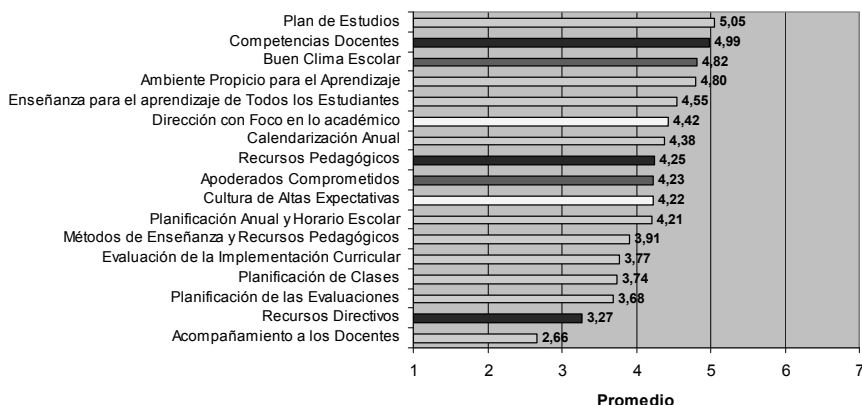 Plan de Estudios 5,05
Competencias Docentes 4,99
Buen Clima Escolar 4,82
Ambiente Propicio para el Aprendizaje 4,80
Enseñanza para el aprendizaje de Todos los Estudiantes 4,55
Dirección con Foco en lo académico 4,42
Calendarización Anual 4,38
Recursos Pedagógicos 4,25
Apoderados Comprometidos 4,23
Cultura de Altas Expectativas 4,22
Planificación Anual y Horario Escolar 4,21
Métodos de Enseñanza y Recursos Pedagógicos 3,91
Evaluación de la Implementación Curricular 3,77
Planificación de Clases 3,74
Planificación de las Evaluaciones 3,68
Recursos Directivos 3,27
Acompañamiento a los Docentes 2,66
1 2 3 4 5 6 7
Promedio